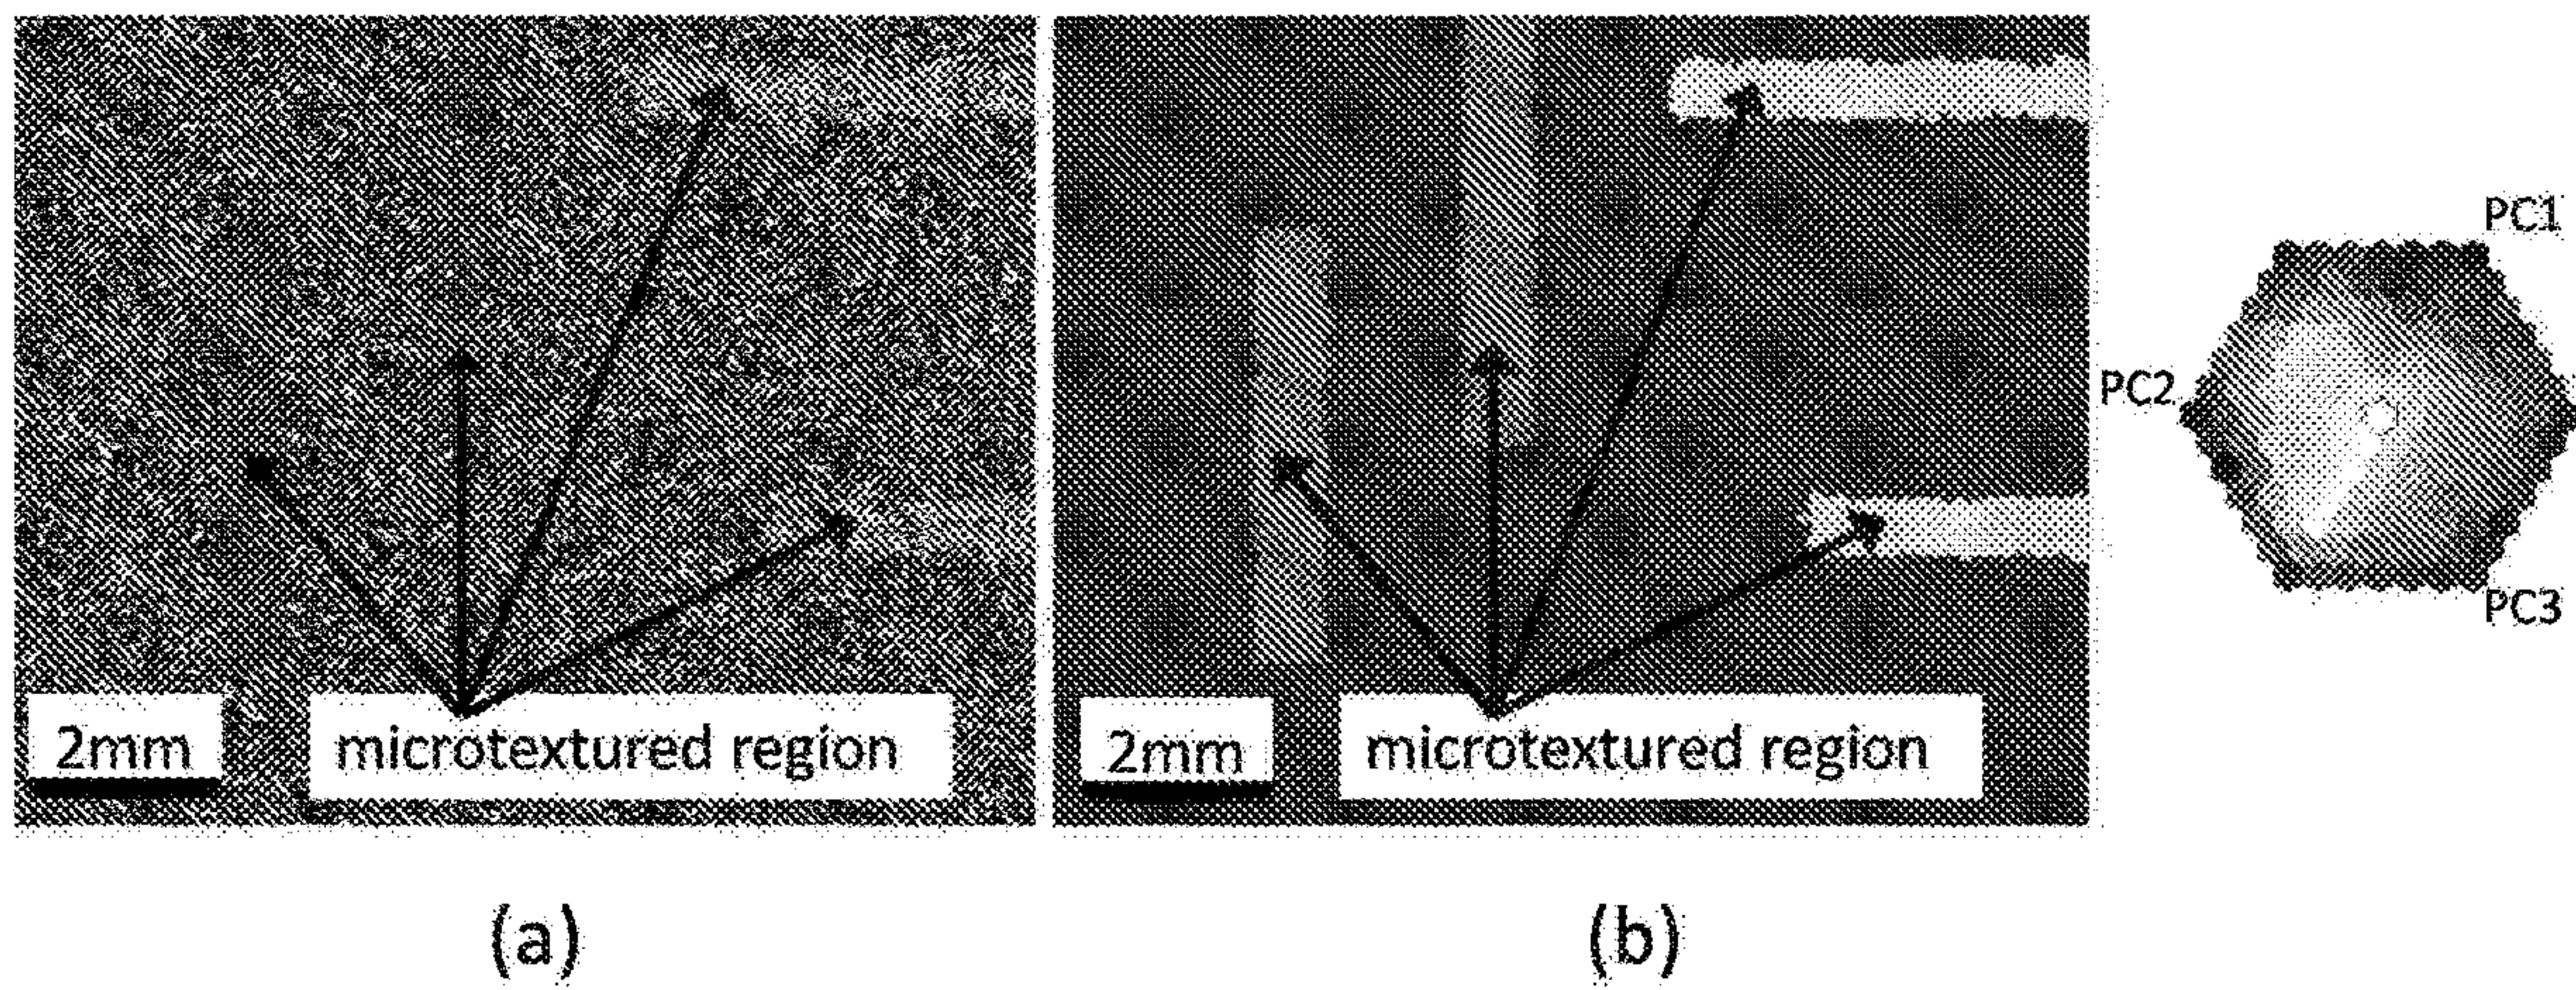 PC1
PC2
PC3
2mm
microtextured region
2mm
microtextured region
(a)
(b)